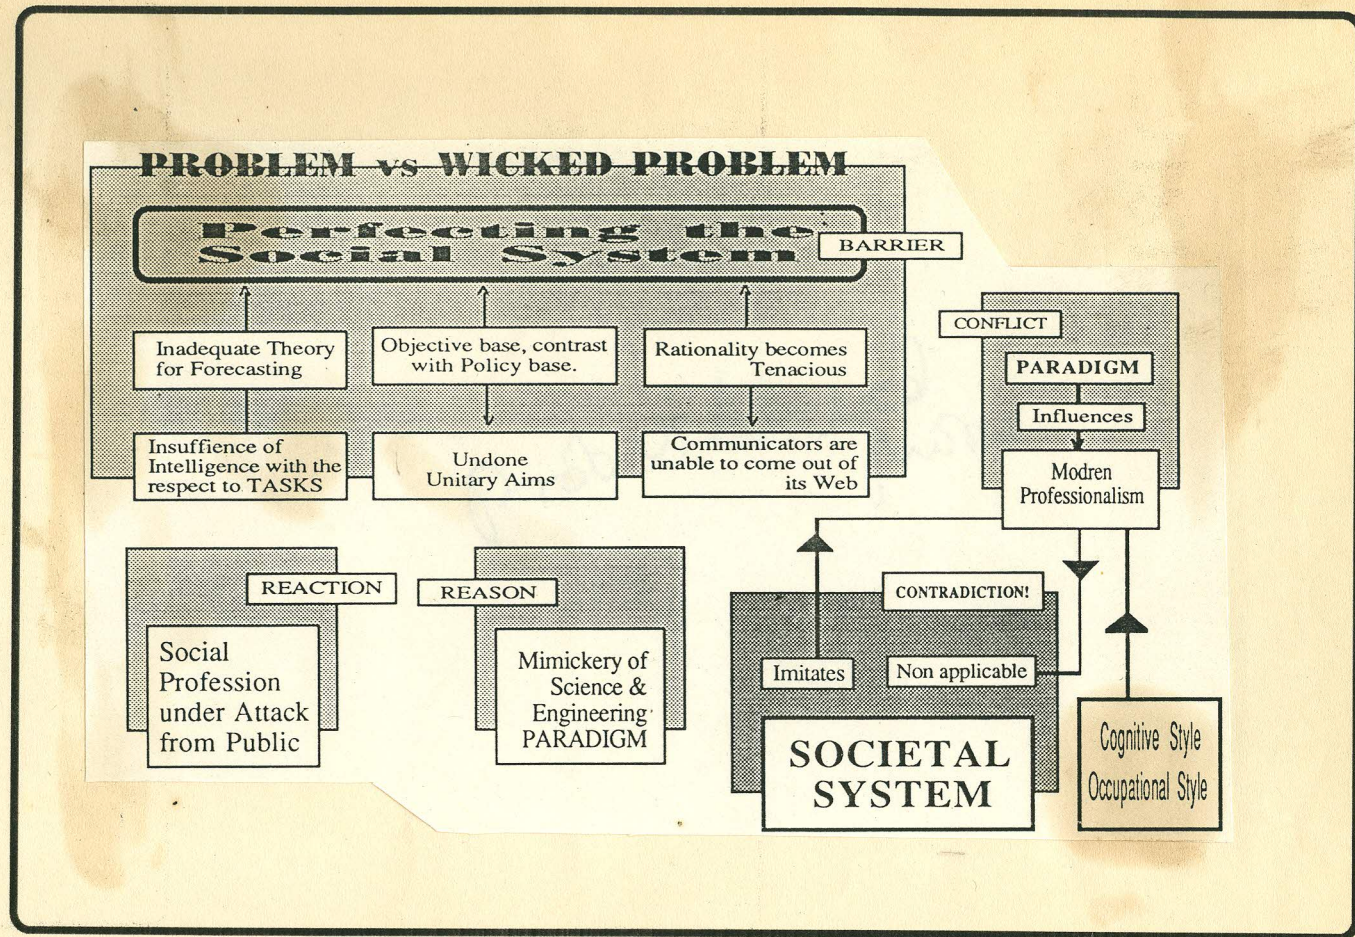 PROBLEM vs WICKED PROBLEM
Perfecting the
Social System
BARRIER
Inadequate Theory
for Forecasting
Objective base, contrast
with Policy base.
Rationality becomes
Tenacious
Insuffience of
Intelligence with the
respect to TASKS
Undone
Unitary Aims
Communicators are
unable to come out of
its Web
CONFLICT
PARADIGM
Influences
Modren
Professionalism
REACTION
Social
Profession
under Attack
from Public
REASON
Mimickery of
Science &
Engineering
PARADIGM
CONTRADICTION!
Imitates
Non applicable
SOCIETAL
SYSTEM
Cognitive Style
Occupational Style